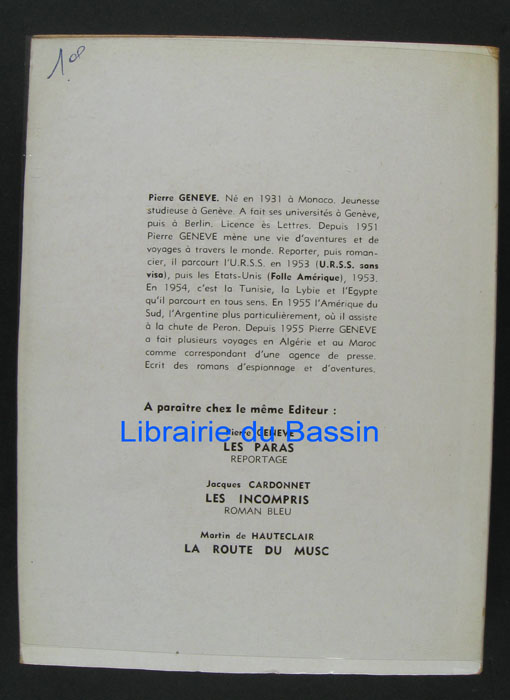 Pierre GENEVE. Né en 1931 à Monaco. Jeunesse
studieuse à Genève. A fait ses universités à Genève,
puis à Berlin. Licence ès Lettres. Depuis 1951
Pierre GENEVE mène une vie d'aventures et de
voyages à travers le monde. Reporter, puis roman-
cier, il parcourt l'U.R.S.S. en 1953 (U.R.S.S. sans
visa), puis les Etats-Unis (Folle Amérique), 1953.
En 1954, c'est la Tunisie, la Lybie et l'Egypte
qu'il parcourt en tous sens. En 1955 l'Amérique du
Sud, l'Argentine plus particulièrement, où il assiste
à la chute de Peron. Depuis 1955 Pierre GENEVE
a fait plusieurs voyages en Algérie et au Maroc
comme correspondant d'une agence de presse.
Ecrit des romans d'espionnage et d'aventures.
A paraître chez le même Editeur :
Pierre GENEVE
Librairie du Bassin
LES PARAS
REPORTAGE
Jacques CARDONNET
LES INCOMPRIS
ROMAN BLEU
Martin de HAUTECLAIR
LA ROUTE DU MUSC